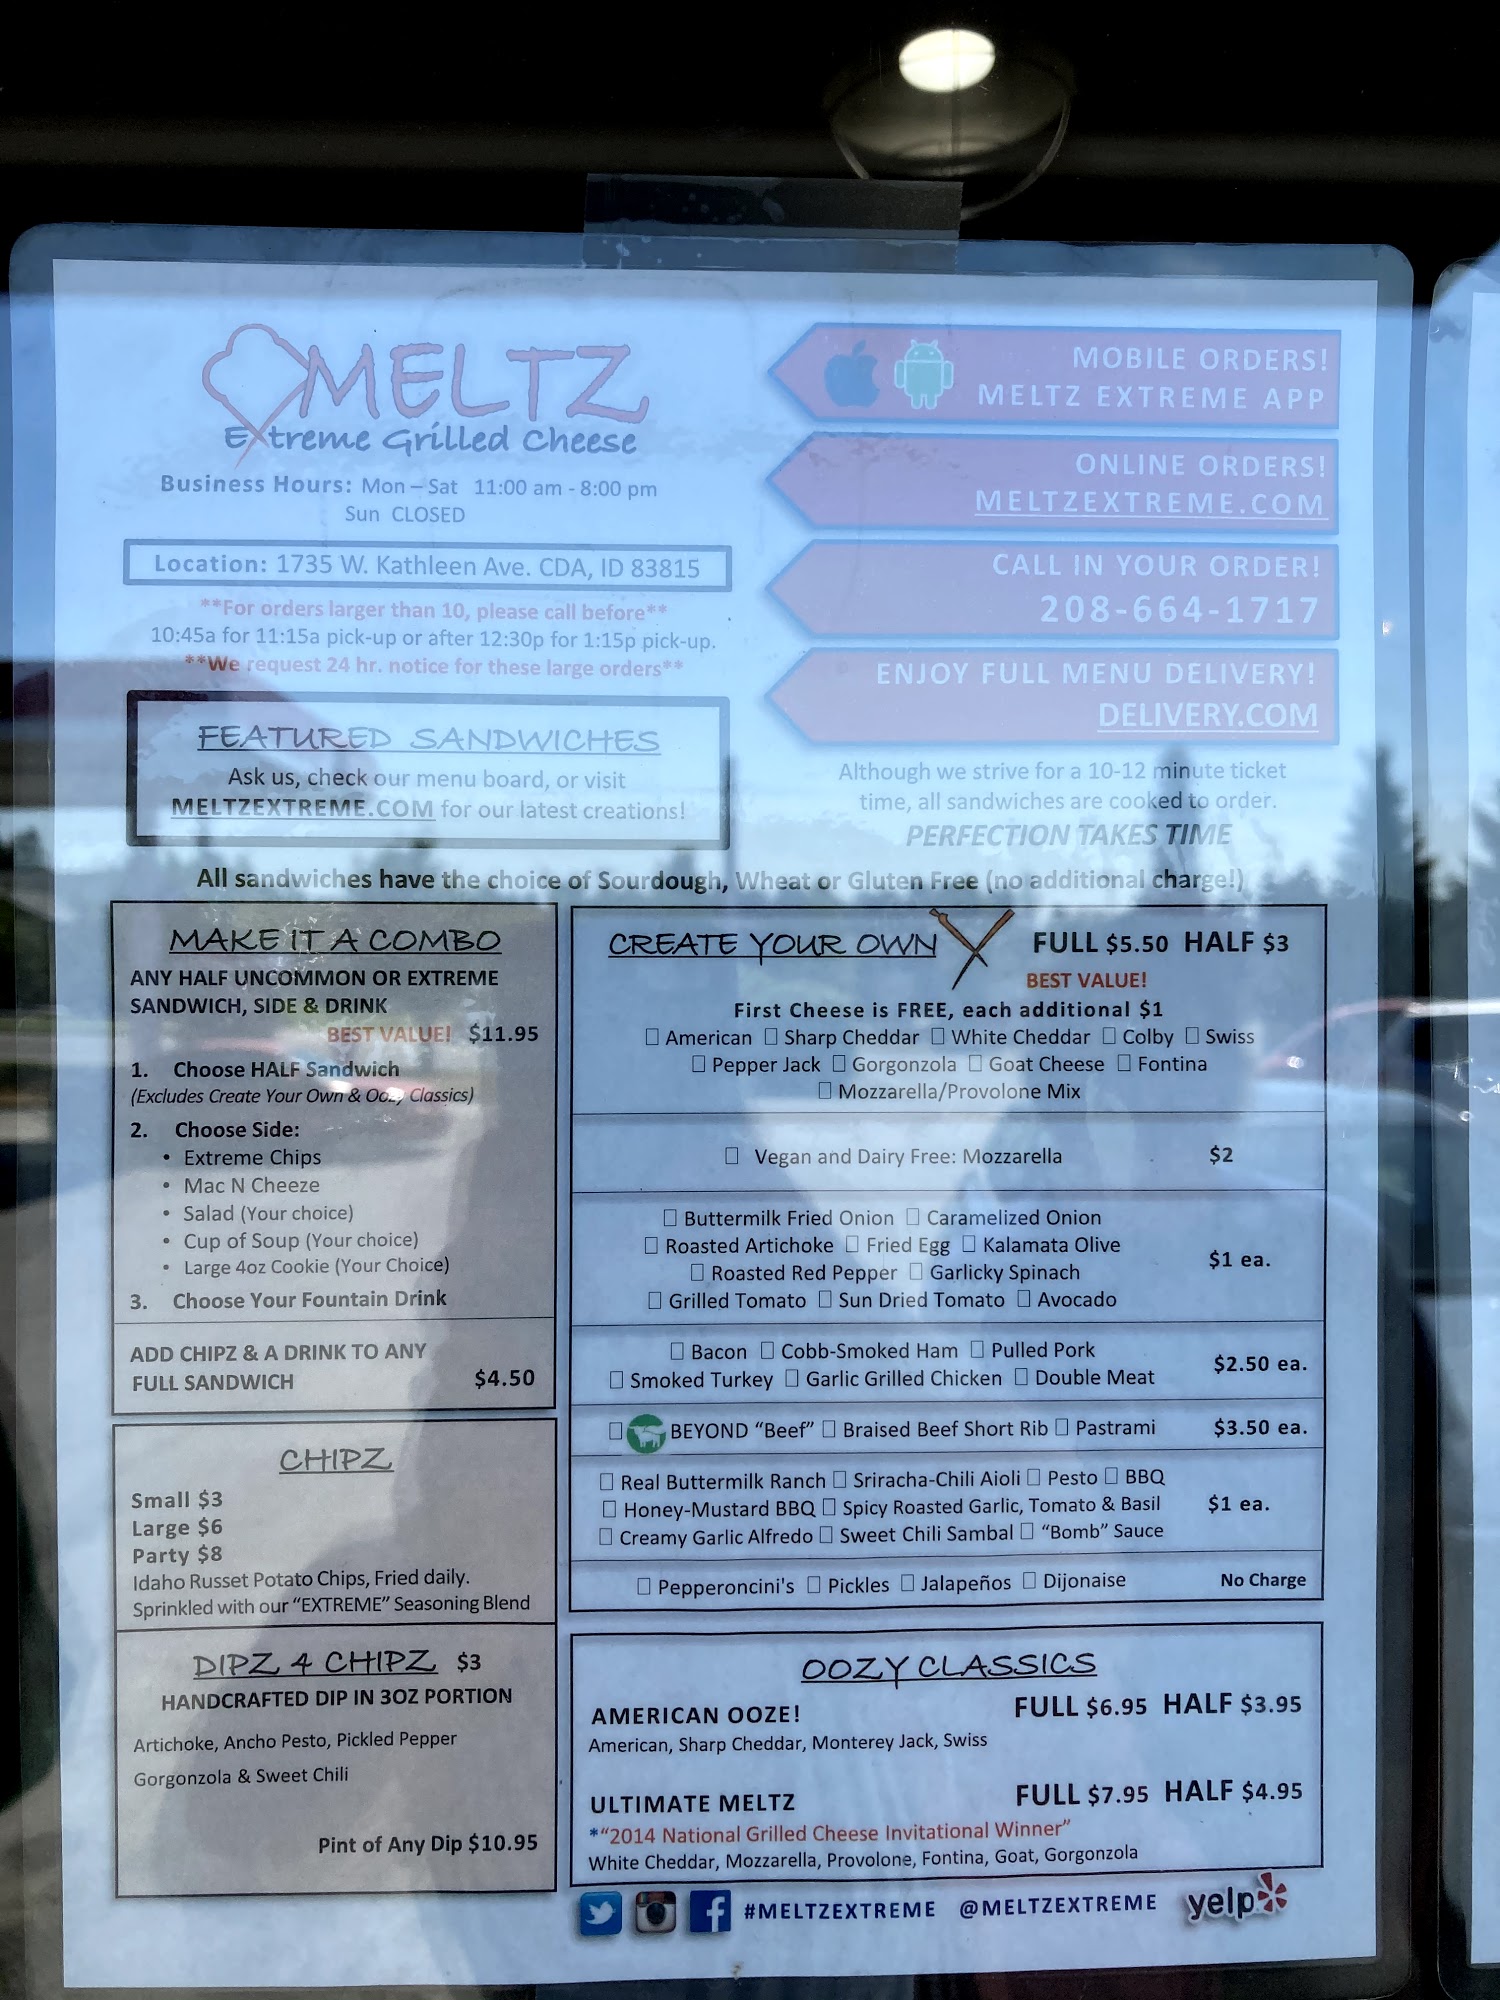 MELTZ
Extreme Grilled Cheese
Business Hours: Mon – Sat 11:00 am - 8:00 pm
Sun CLOSED
Location: 1735 W. Kathleen Ave. CDA, ID 83815
**For orders larger than 10, please call before**
10:45a for 11:15a pick-up or after 12:30p for 1:15p pick-up.
**We request 24 hr. notice for these large orders**
FEATURED SANDWICHES
Ask us, check our menu board, or visit
MELTZEXTREME.COM for our latest creations!
MOBILE ORDERS!
MELTZ EXTREME APP
ONLINE ORDERS!
MELTZEXTREME.COM
CALL IN YOUR ORDER!
208-664-1717
ENJOY FULL MENU DELIVERY!
DELIVERY.COM
Although we strive for a 10-12 minute ticket
time, all sandwiches are cooked to order.
PERFECTION TAKES TIME
All sandwiches have the choice of Sourdough, Wheat or Gluten Free (no additional charge!)
MAKE IT A COMBO
ANY HALF UNCOMMON OR EXTREME
SANDWICH, SIDE & DRINK
BEST VALUE! $11.95
1. Choose HALF Sandwich
(Excludes Create Your Own & Oozy Classics)
2. Choose Side:
• Extreme Chips
• Mac N Cheeze
• Salad (Your choice)
• Cup of Soup (Your choice)
• Large 4oz Cookie (Your Choice)
3. Choose Your Fountain Drink
ADD CHIPZ & A DRINK TO ANY
FULL SANDWICH $4.50
CHIPZ
Small $3
Large $6
Party $8
Idaho Russet Potato Chips, Fried daily.
Sprinkled with our "EXTREME" Seasoning Blend
DIPZ 4 CHIPZ $3
HANDCRAFTED DIP IN 3OZ PORTION
Artichoke, Ancho Pesto, Pickled Pepper
Gorgonzola & Sweet Chili
Pint of Any Dip $10.95
CREATE YOUR OWN FULL $5.50 HALF $3
BEST VALUE!
First Cheese is FREE, each additional $1
☐ American ☐ Sharp Cheddar ☐ White Cheddar ☐ Colby ☐ Swiss
☐ Pepper Jack ☐ Gorgonzola ☐ Goat Cheese ☐ Fontina
☐ Mozzarella/Provolone Mix
☐ Vegan and Dairy Free: Mozzarella $2
☐ Buttermilk Fried Onion ☐ Caramelized Onion
☐ Roasted Artichoke ☐ Fried Egg ☐ Kalamata Olive
$1 ea.
☐ Roasted Red Pepper ☐ Garlicky Spinach
☐ Grilled Tomato ☐ Sun Dried Tomato ☐ Avocado
☐ Bacon ☐ Cobb-Smoked Ham ☐ Pulled Pork
$2.50 ea.
☐ Smoked Turkey ☐ Garlic Grilled Chicken ☐ Double Meat
☐ BEYOND "Beef" ☐ Braised Beef Short Rib ☐ Pastrami $3.50 ea.
☐ Real Buttermilk Ranch ☐ Sriracha-Chili Aioli ☐ Pesto ☐ BBQ
☐ Honey-Mustard BBQ ☐ Spicy Roasted Garlic, Tomato & Basil $1 ea.
☐ Creamy Garlic Alfredo ☐ Sweet Chili Sambal ☐ "Bomb" Sauce
☐ Pepperoncini's ☐ Pickles ☐ Jalapeños ☐ Dijonaise No Charge
OOZY CLASSICS
AMERICAN OOZE! FULL $6.95 HALF $3.95
American, Sharp Cheddar, Monterey Jack, Swiss
ULTIMATE MELTZ FULL $7.95 HALF $4.95
*"2014 National Grilled Cheese Invitational Winner"
White Cheddar, Mozzarella, Provolone, Fontina, Goat, Gorgonzola
#MELTZEXTREME @MELTZEXTREME yelp